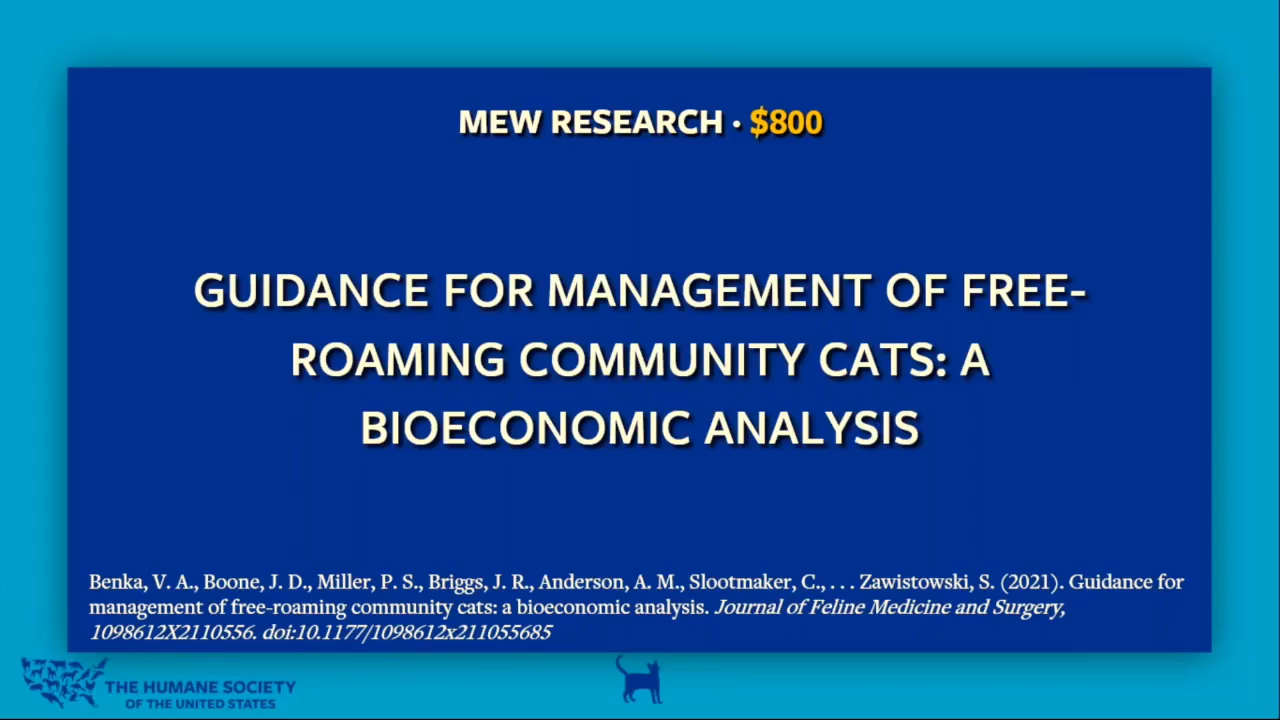 MEW RESEARCH · $800
GUIDANCE FOR MANAGEMENT OF FREE-
ROAMING COMMUNITY CATS: A
BIOECONOMIC ANALYSIS
Benka, V. A., Boone, J. D., Miller, P. S., Briggs, J. R., Anderson, A. M., Slootmaker, C., . . . Zawistowski, S. (2021). Guidance for
management of free-roaming community cats: a bioeconomic analysis. Journal of Feline Medicine and Surgery,
1098612X2110556. doi:10.1177/1098612x211055685
THE HUMANE SOCIETY
OF THE UNITED STATES